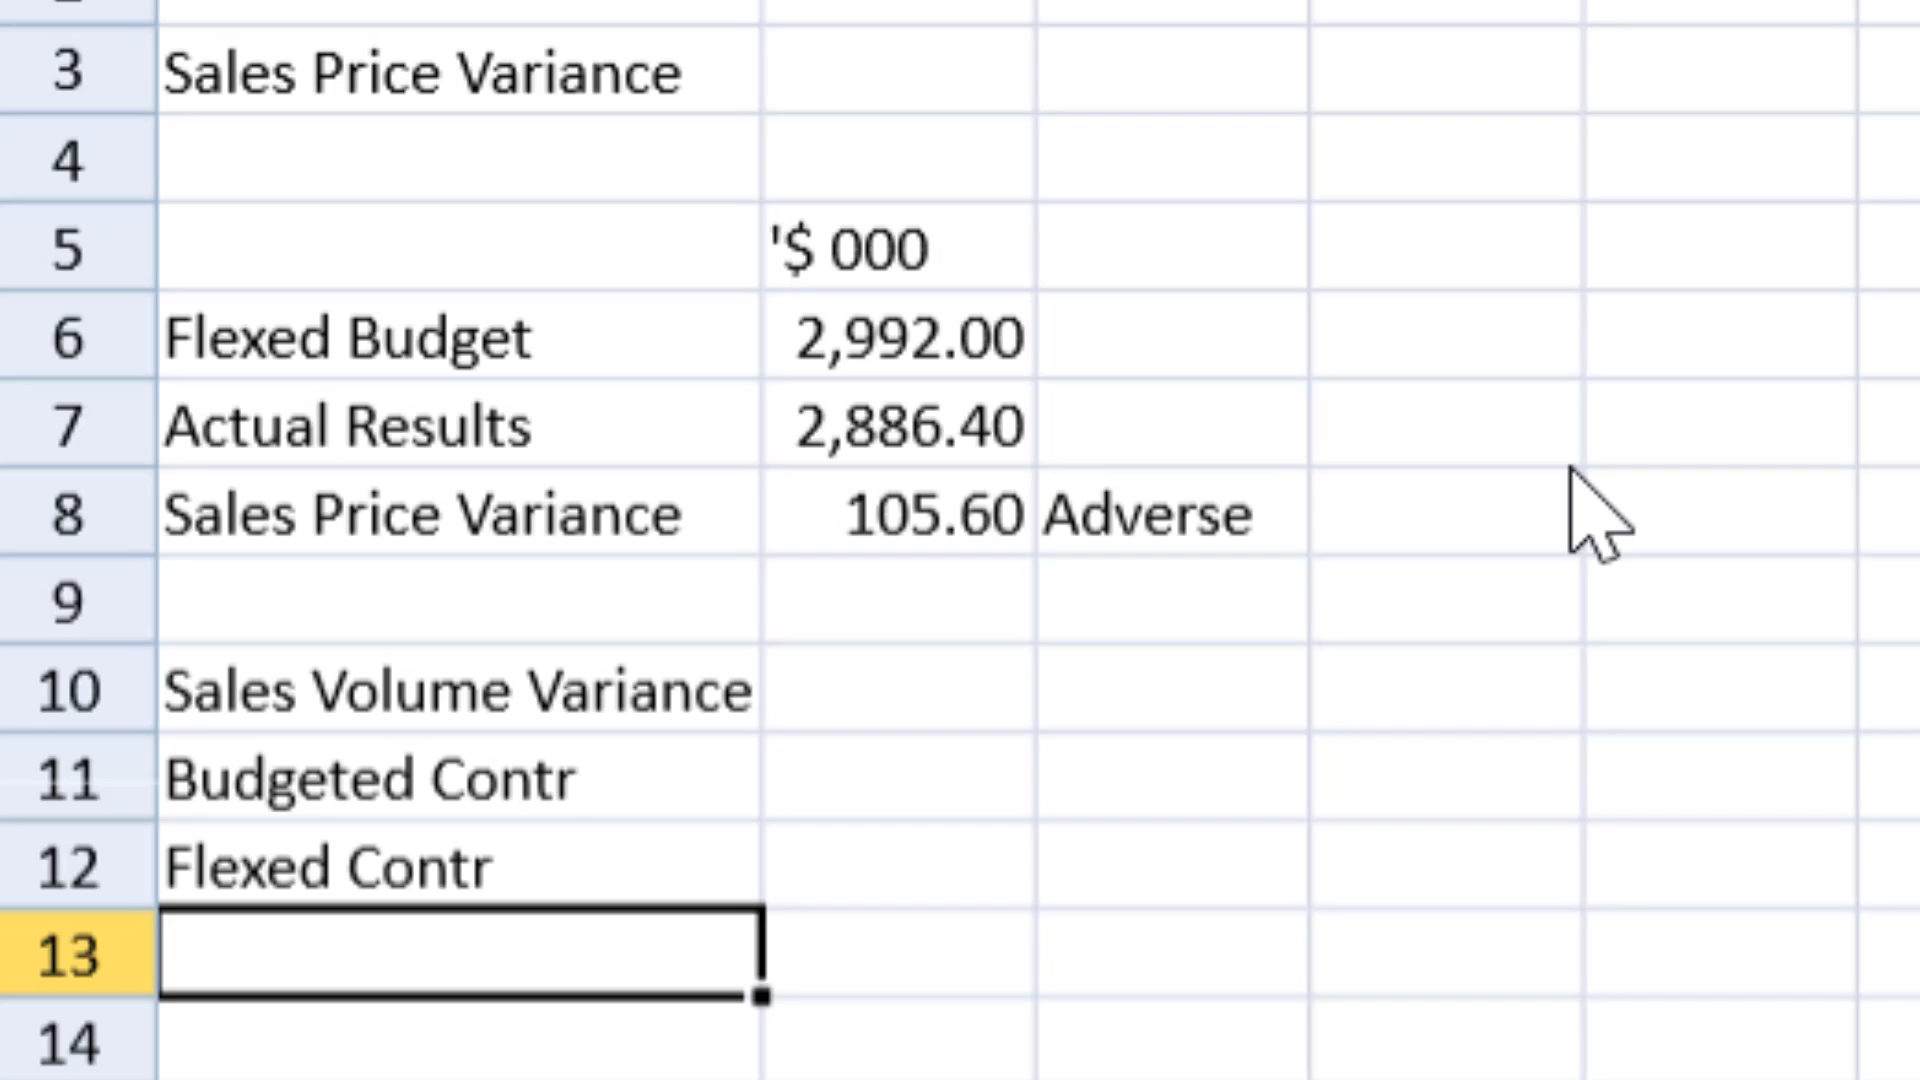 3 Sales Price Variance
4
5 '$ 000
6 Flexed Budget 2,992.00
7 Actual Results 2,886.40
8 Sales Price Variance 105.60 Adverse
9
10 Sales Volume Variance
11 Budgeted Contr
12 Flexed Contr
13
14